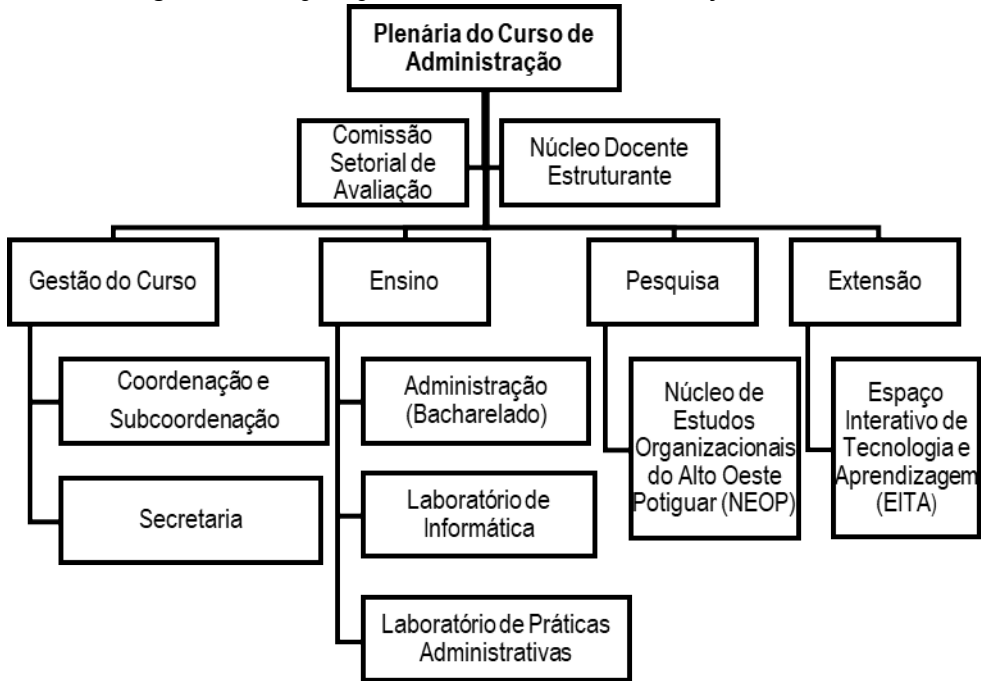 Plenária do Curso de
Administração
Comissão
Setorial de
Avaliação
Núcleo Docente
Estruturante
Gestão do Curso
Ensino
Pesquisa
Extensão
Coordenação e
Subcoordenação
Secretaria
Administração
(Bacharelado)
Laboratório de
Informática
Laboratório de Práticas
Administrativas
Núcleo de
Estudos
Organizacionais
do Alto Oeste
Potiguar (NEOP)
Espaço
Interativo de
Tecnologia e
Aprendizagem
(EITA)